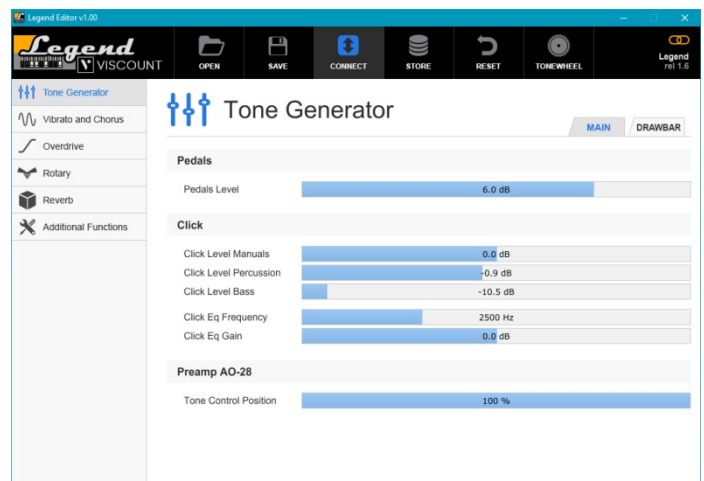 Legend Editor v1.00
Legend
VISCOUNT
OPEN
SAVE
CONNECT
STORE
RESET
TONEWHEEL
Legend
rel 1.6
Tone Generator
Vibrato and Chorus
Overdrive
Rotary
Reverb
Additional Functions
Tone Generator
MAIN
DRAWBAR
Pedals
Pedals Level 6.0 dB
Click
Click Level Manuals 0.0 dB
Click Level Percussion -0.9 dB
Click Level Bass -10.5 dB
Click Eq Frequency 2500 Hz
Click Eq Gain 0.0 dB
Preamp AO-28
Tone Control Position 100 %